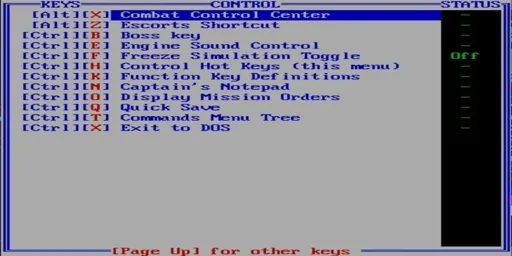 KEYS CONTROL STATUS
[Alt][X] Combat Control Center -
[Alt][Z] Escorts Shortcut -
[Ctrl][B] Boss key -
[Ctrl][E] Engine Sound Control -
[Ctrl][F] Freeze Simulation Toggle Off
[Ctrl][H] Control Hot Keys (this menu) -
[Ctrl][K] Function Key Definitions -
[Ctrl][N] Captain's Notepad -
[Ctrl][O] Display Mission Orders -
[Ctrl][Q] Quick Save -
[Ctrl][T] Commands Menu Tree -
[Ctrl][X] Exit to DOS -
[Page Up] for other keys